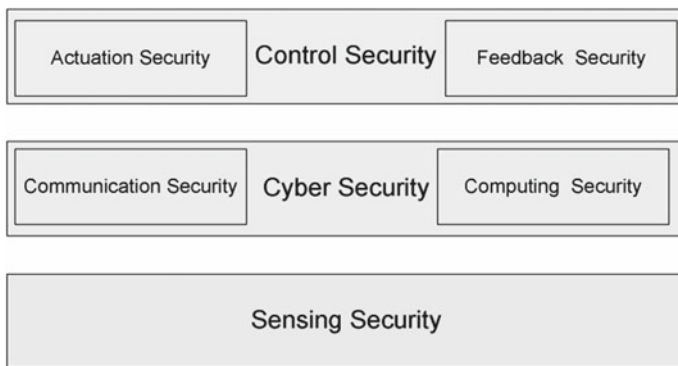 Actuation Security Control Security Feedback Security
Communication Security Cyber Security Computing Security
Sensing Security